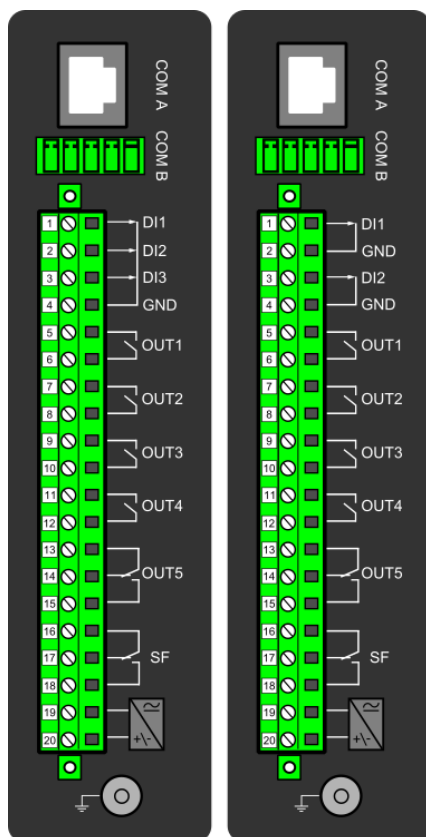 COM A
COM B
1 DI1
2 DI2
3 DI3
4 GND
5
OUT1
6
7
OUT2
8
9
OUT3
10
11
OUT4
12
13
14 OUT5
15
16
17 SF
18
19
20 +/-
COM A
COM B
1 DI1
2 GND
3 DI2
4 GND
5
OUT1
6
7
OUT2
8
9
OUT3
10
11
OUT4
12
13
14 OUT5
15
16
17 SF
18
19
20 +/-